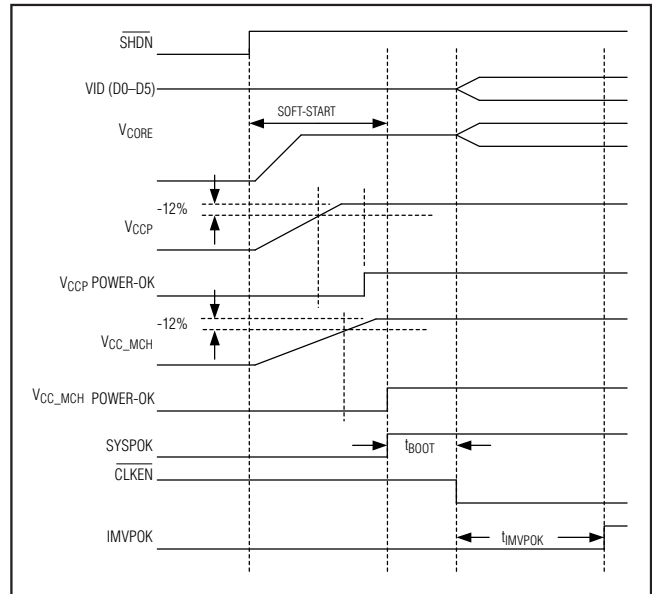 SHDN
VID (D0–D5)
SOFT-START
VCORE
-12%
VCCP
VCCP POWER-OK
-12%
VCC_MCH
VCC_MCH POWER-OK
SYSPOK
tBOOT
CLKEN
IMVPOK
tIMVPOK